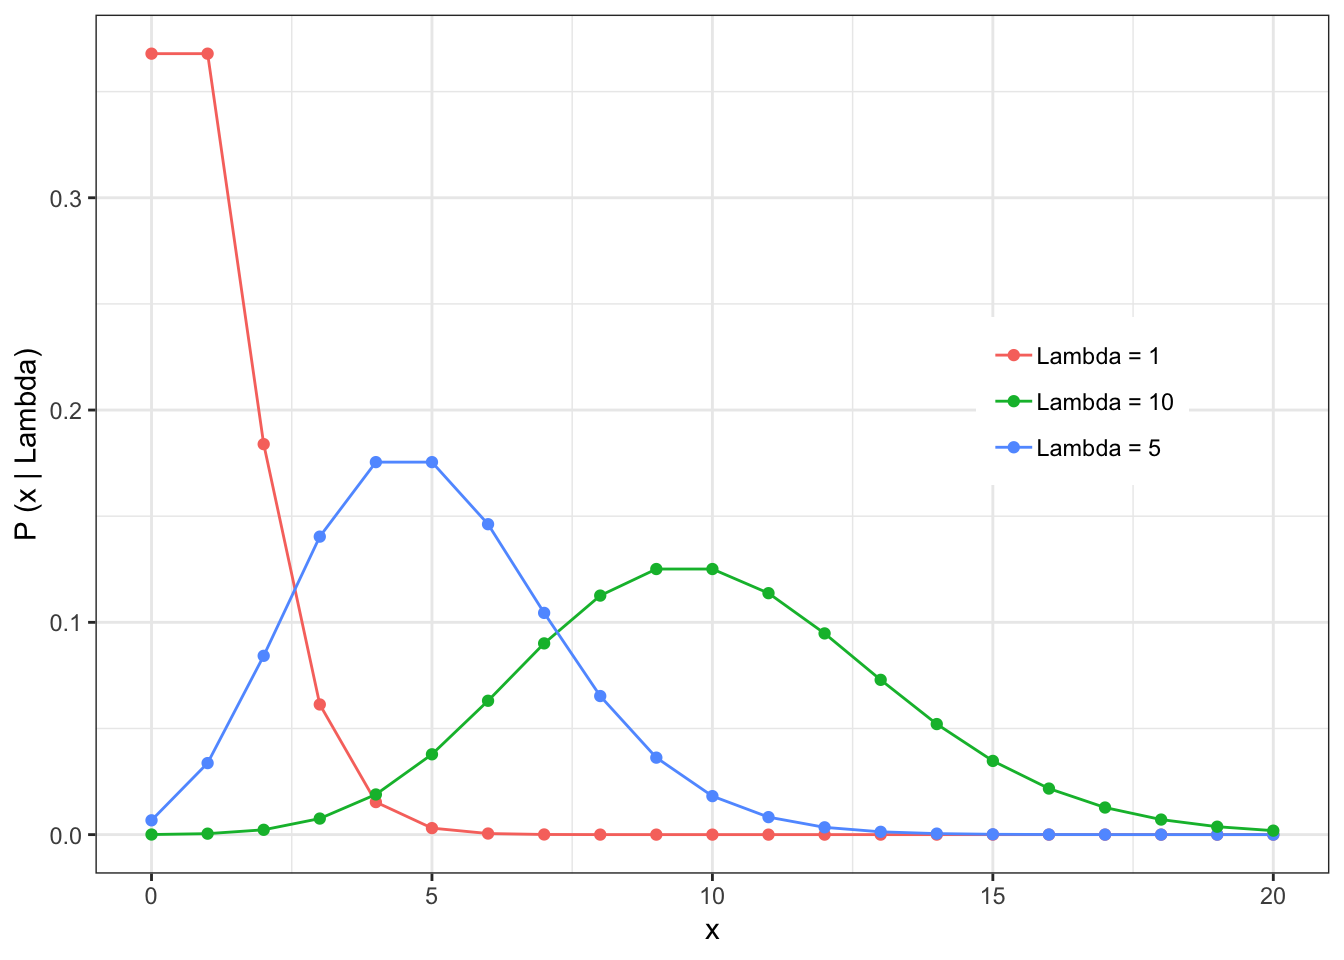 0.3
0.2
0.1
0.0
P (x | Lambda)
Lambda = 1
Lambda = 10
Lambda = 5
0 5 10 15 20
x